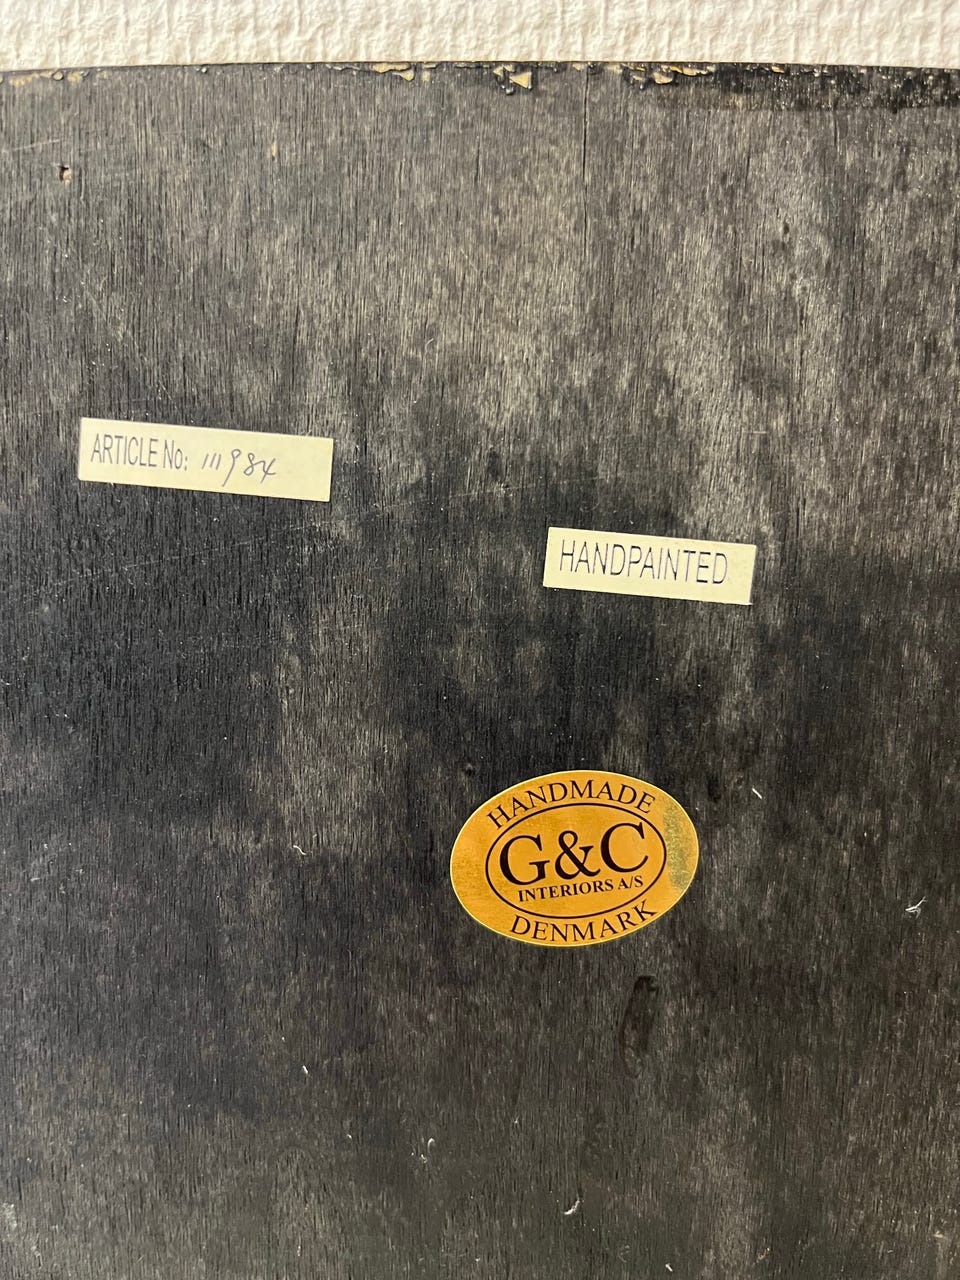 ARTICLE No: 111984
HANDPAINTED
HANDMADE
G&C
INTERIORS A/S
DENMARK